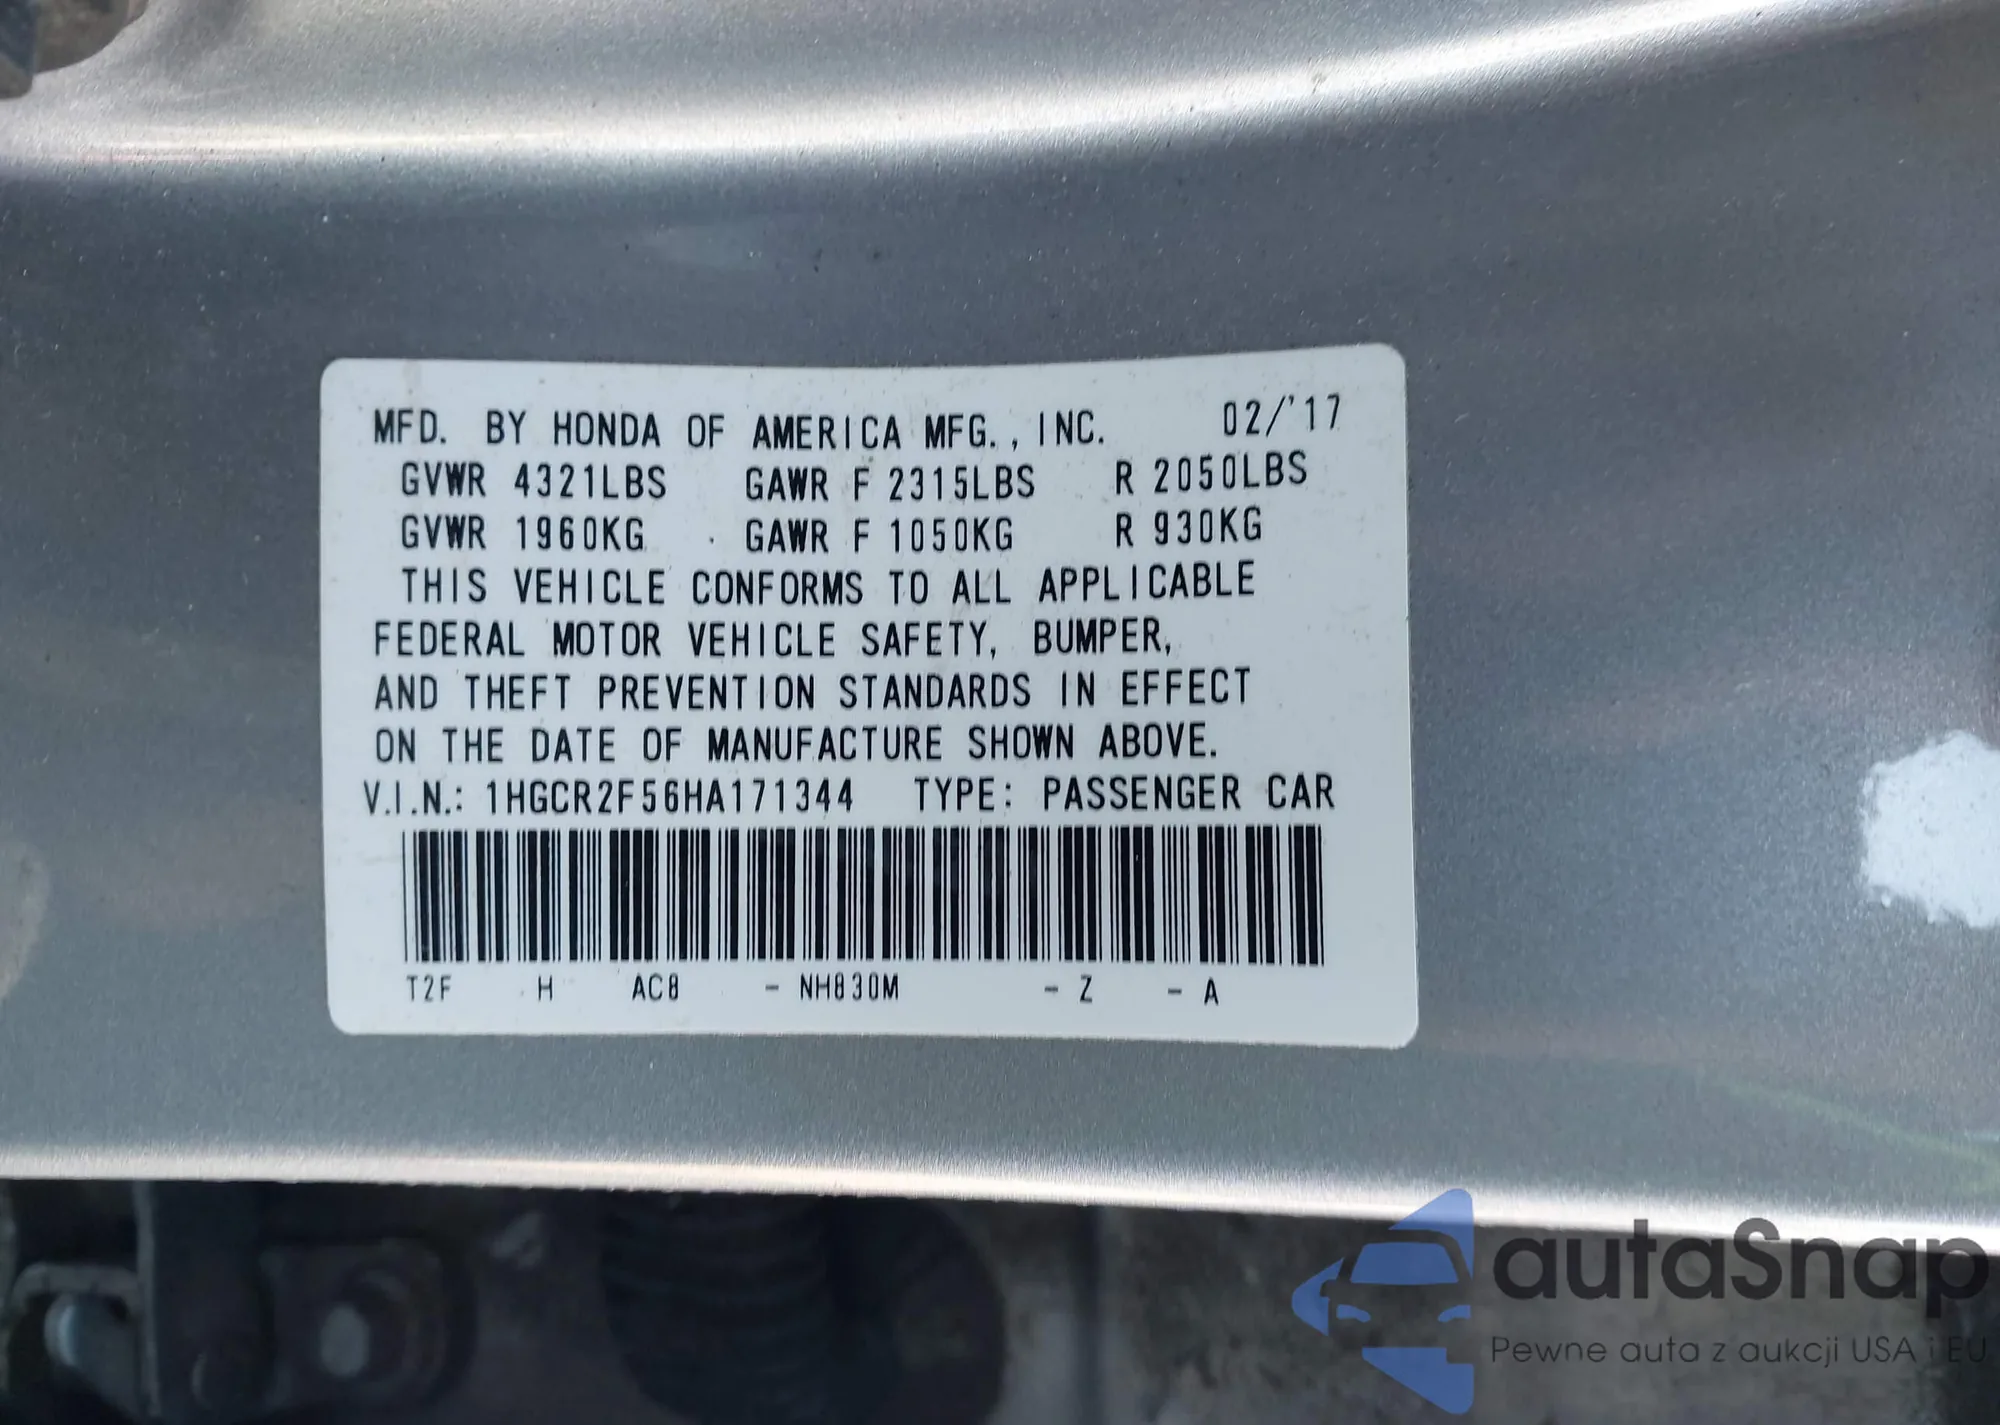 MFD. BY HONDA OF AMERICA MFG., INC. 02/'17
GVWR 4321LBS GAWR F 2315LBS R 2050LBS
GVWR 1960KG GAWR F 1050KG R 930KG
THIS VEHICLE CONFORMS TO ALL APPLICABLE
FEDERAL MOTOR VEHICLE SAFETY, BUMPER,
AND THEFT PREVENTION STANDARDS IN EFFECT
ON THE DATE OF MANUFACTURE SHOWN ABOVE.
V.I.N.: 1HGCR2F56HA171344 TYPE: PASSENGER CAR
T2F H AC8 - NH830M - Z - A
autaSnap
Pewne auta z aukcji USA i EU